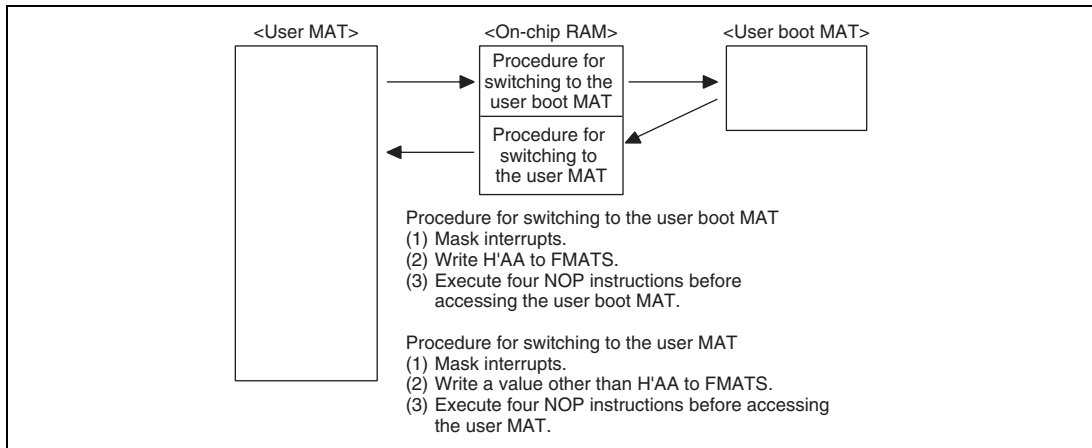 <User MAT>
<On-chip RAM>
<User boot MAT>
Procedure for
switching to the
user boot MAT
Procedure for
switching to
the user MAT
Procedure for switching to the user boot MAT
(1) Mask interrupts.
(2) Write H'AA to FMATS.
(3) Execute four NOP instructions before
accessing the user boot MAT.
Procedure for switching to the user MAT
(1) Mask interrupts.
(2) Write a value other than H'AA to FMATS.
(3) Execute four NOP instructions before accessing
the user MAT.